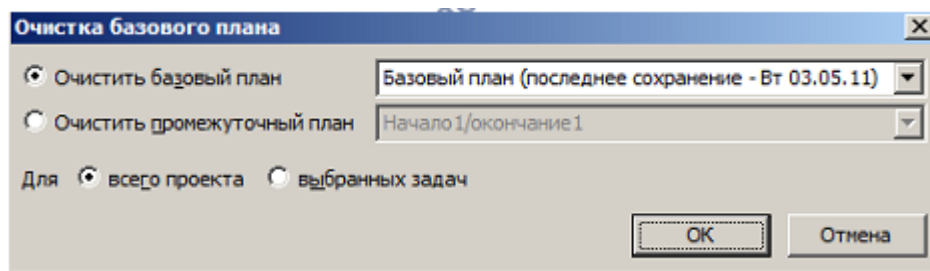 Очистка базового плана
Очистить базовый план Базовый план (последнее сохранение - Вт 03.05.11)
Очистить промежуточный план Начало1/окончание1
Для всего проекта выбранных задач
ОК Отмена